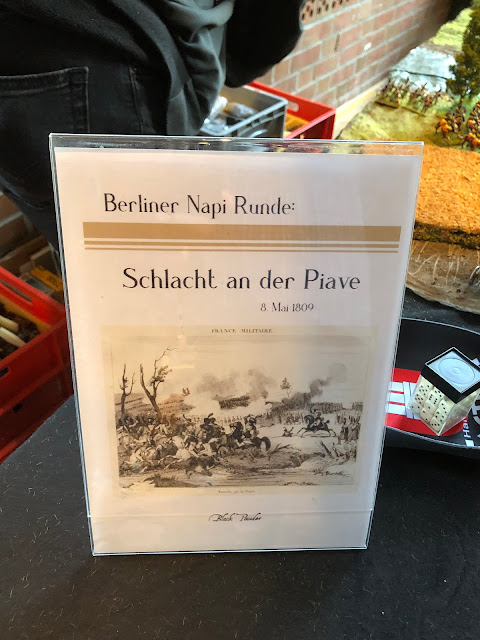 Berliner Napi Runde:
Schlacht an der Piave
8. Mai 1809
FRANCE MILITAIRE
Black Powder